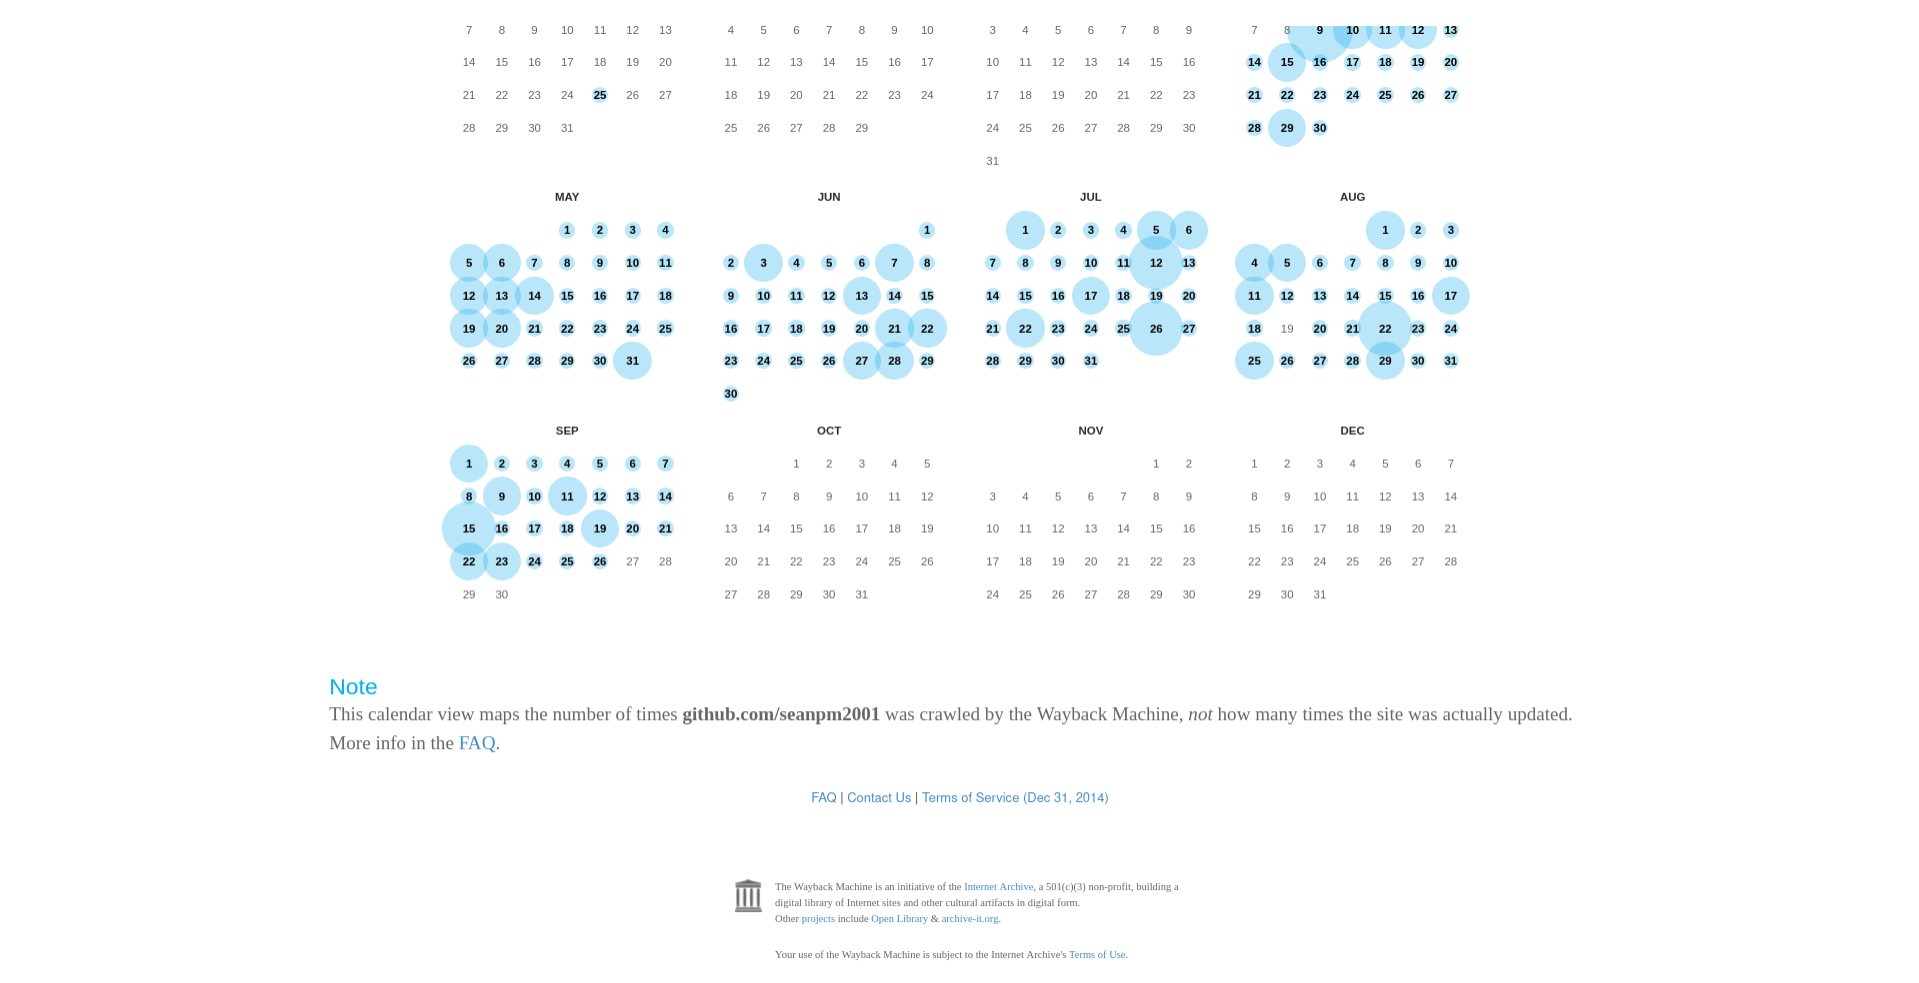 7 8 9 10 11 12 13 4 5 6 7 8 9 10 3 4 5 6 7 8 9 7 8 9 10 11 12 13
14 15 16 17 18 19 20 11 12 13 14 15 16 17 10 11 12 13 14 15 16 14 15 16 17 18 19 20
21 22 23 24 25 26 27 18 19 20 21 22 23 24 17 18 19 20 21 22 23 21 22 23 24 25 26 27
28 29 30 31 25 26 27 28 29 24 25 26 27 28 29 30 28 29 30
31
MAY JUN JUL AUG
1 2 3 4 1 1 2 3 4 5 6 1 2 3
5 6 7 8 9 10 11 2 3 4 5 6 7 8 7 8 9 10 11 12 13 4 5 6 7 8 9 10
12 13 14 15 16 17 18 9 10 11 12 13 14 15 14 15 16 17 18 19 20 11 12 13 14 15 16 17
19 20 21 22 23 24 25 16 17 18 19 20 21 22 21 22 23 24 25 26 27 18 19 20 21 22 23 24
26 27 28 29 30 31 23 24 25 26 27 28 29 28 29 30 31 25 26 27 28 29 30 31
30
SEP OCT NOV DEC
1 2 3 4 5 6 7 1 2 3 4 5 1 2 1 2 3 4 5 6 7
8 9 10 11 12 13 14 6 7 8 9 10 11 12 3 4 5 6 7 8 9 8 9 10 11 12 13 14
15 16 17 18 19 20 21 13 14 15 16 17 18 19 10 11 12 13 14 15 16 15 16 17 18 19 20 21
22 23 24 25 26 27 28 20 21 22 23 24 25 26 17 18 19 20 21 22 23 22 23 24 25 26 27 28
29 30 27 28 29 30 31 24 25 26 27 28 29 30 29 30 31
Note
This calendar view maps the number of times github.com/seanpm2001 was crawled by the Wayback Machine, not how many times the site was actually updated.
More info in the FAQ.
FAQ | Contact Us | Terms of Service (Dec 31, 2014)
The Wayback Machine is an initiative of the Internet Archive, a 501(c)(3) non-profit, building a
digital library of Internet sites and other cultural artifacts in digital form.
Other projects include Open Library & archive-it.org.
Your use of the Wayback Machine is subject to the Internet Archive's Terms of Use.